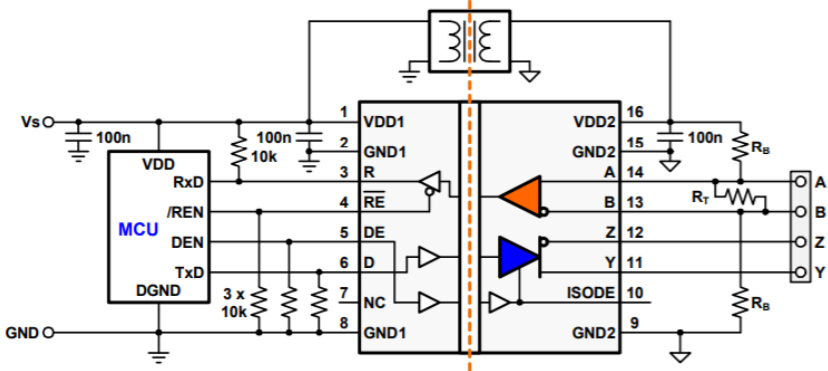 Vs
100n
VDD
10k
100n
RxD
/REN
MCU
DEN
TxD
DGND
3 x
10k
GND
1 VDD1
2 GND1
3 R
4 RE
5 DE
6 D
7 NC
8 GND1
VDD2 16
GND2 15
A 14
B 13
Z 12
Y 11
ISODE 10
GND2 9
100n
RB
RT
RB
A
B
Z
Y